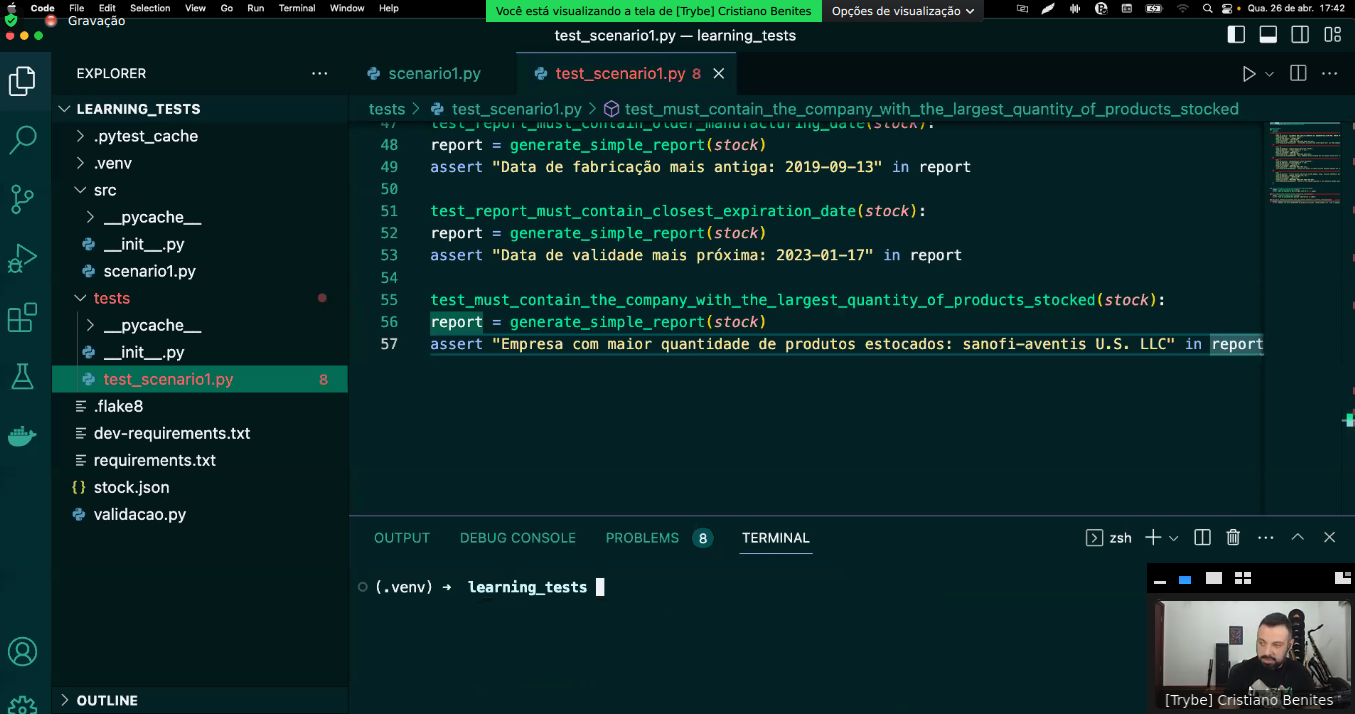 Code File Edit Selection View Go Run Terminal Window Help
Você está visualizando a tela de [Trybe] Cristiano Benites
Opções de visualização
Qua. 26 de abr. 17:42
Gravação
test_scenario1.py — learning_tests
EXPLORER
LEARNING_TESTS
.pytest_cache
.venv
src
__pycache__
__init__.py
scenario1.py
tests
__pycache__
__init__.py
test_scenario1.py 8
.flake8
dev-requirements.txt
requirements.txt
{} stock.json
validacao.py
OUTLINE
scenario1.py
test_scenario1.py 8
tests > test_scenario1.py > test_must_contain_the_company_with_the_largest_quantity_of_products_stocked
47 test_report_must_contain_older_manufacturing_date(stock):
48 report = generate_simple_report(stock)
49 assert "Data de fabricação mais antiga: 2019-09-13" in report
50
51 test_report_must_contain_closest_expiration_date(stock):
52 report = generate_simple_report(stock)
53 assert "Data de validade mais próxima: 2023-01-17" in report
54
55 test_must_contain_the_company_with_the_largest_quantity_of_products_stocked(stock):
56 report = generate_simple_report(stock)
57 assert "Empresa com maior quantidade de produtos estocados: sanofi-aventis U.S. LLC" in report
OUTPUT DEBUG CONSOLE PROBLEMS 8 TERMINAL
zsh
(.venv) → learning_tests
[Trybe] Cristiano Benites